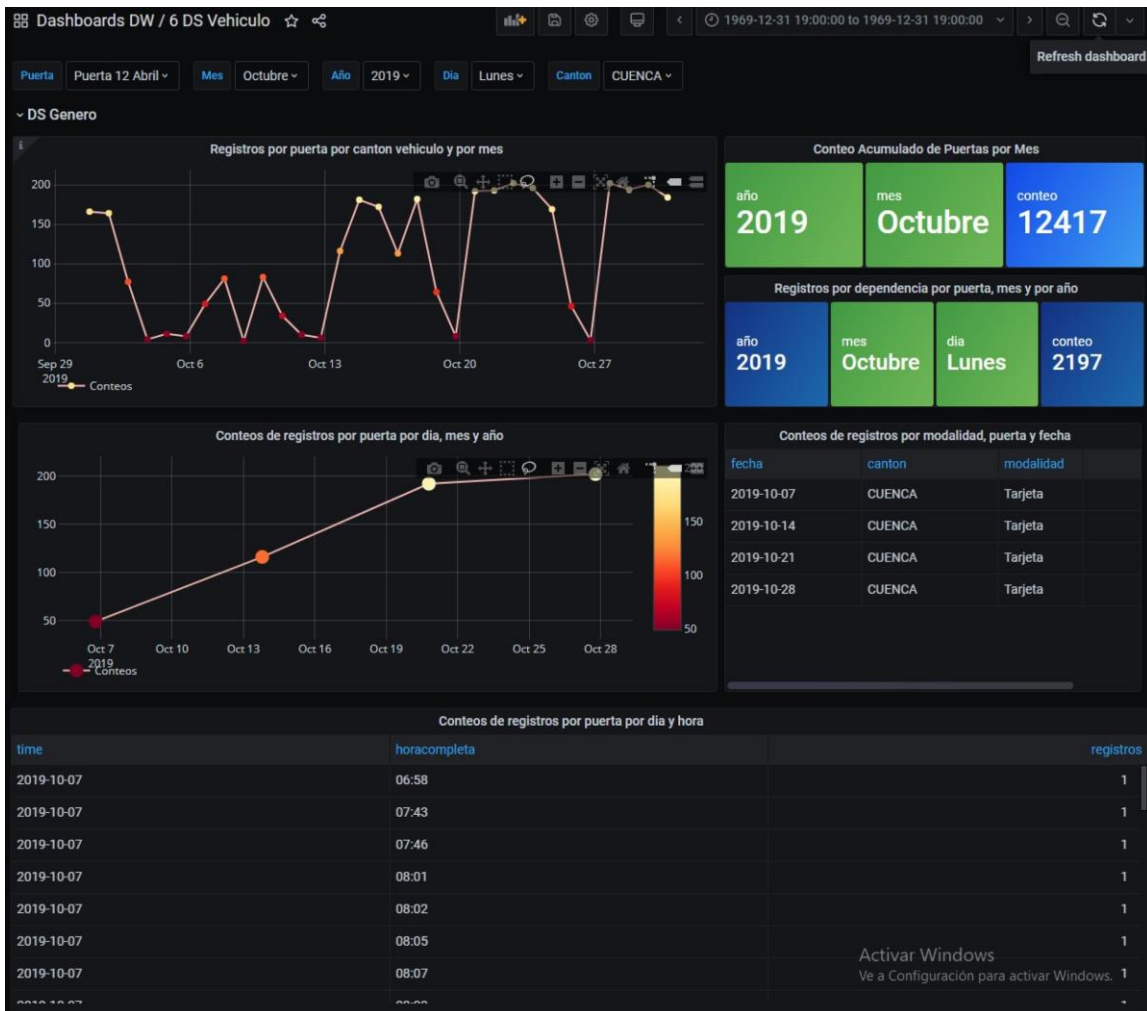 Dashboards DW / 6 DS Vehiculo
1969-12-31 19:00:00 to 1969-12-31 19:00:00
Refresh dashboard
Puerta Puerta 12 Abril Mes Octubre Año 2019 Dia Lunes Canton CUENCA
DS Genero
i
Registros por puerta por canton vehiculo y por mes
200
150
100
50
0
Sep 29 Oct 6 Oct 13 Oct 20 Oct 27
2019
Conteos
Conteo Acumulado de Puertas por Mes
año mes conteo
2019 Octubre 12417
Registros por dependencia por puerta, mes y por año
año mes dia conteo
2019 Octubre Lunes 2197
Conteos de registros por puerta por dia, mes y año
200
150
100
50
Oct 7 Oct 10 Oct 13 Oct 16 Oct 19 Oct 22 Oct 25 Oct 28
2019
Conteos
150
100
50
Conteos de registros por modalidad, puerta y fecha
fecha canton modalidad
2019-10-07 CUENCA Tarjeta
2019-10-14 CUENCA Tarjeta
2019-10-21 CUENCA Tarjeta
2019-10-28 CUENCA Tarjeta
Conteos de registros por puerta por dia y hora
time horacompleta registros
2019-10-07 06:58 1
2019-10-07 07:43 1
2019-10-07 07:46 1
2019-10-07 08:01 1
2019-10-07 08:02 1
2019-10-07 08:05 1
2019-10-07 08:07 1
Activar Windows
Ve a Configuración para activar Windows.